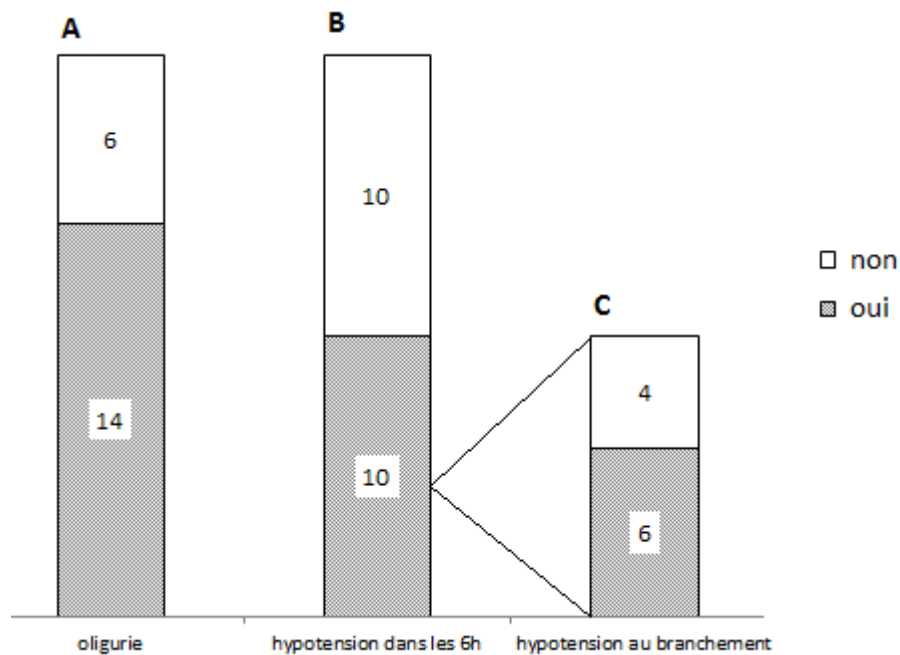 A
B
6
10
non
oui
C
4
14
10
6
oligurie
hypotension dans les 6h
hypotension au branchement